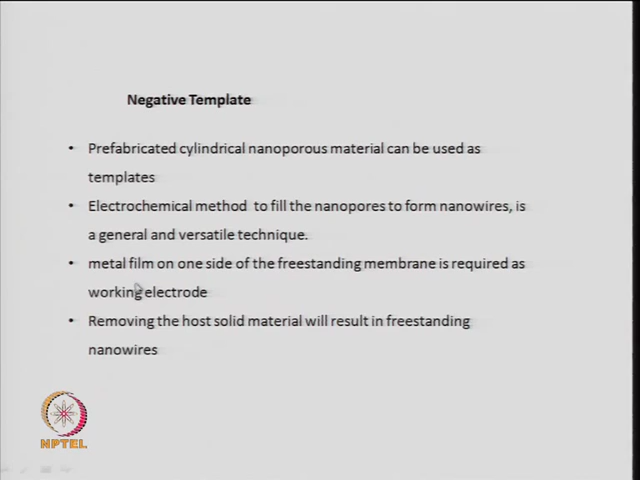 Negative Template
• Prefabricated cylindrical nanoporous material can be used as
templates
• Electrochemical method to fill the nanopores to form nanowires, is
a general and versatile technique.
• metal film on one side of the freestanding membrane is required as
working electrode
• Removing the host solid material will result in freestanding
nanowires
NPTEL